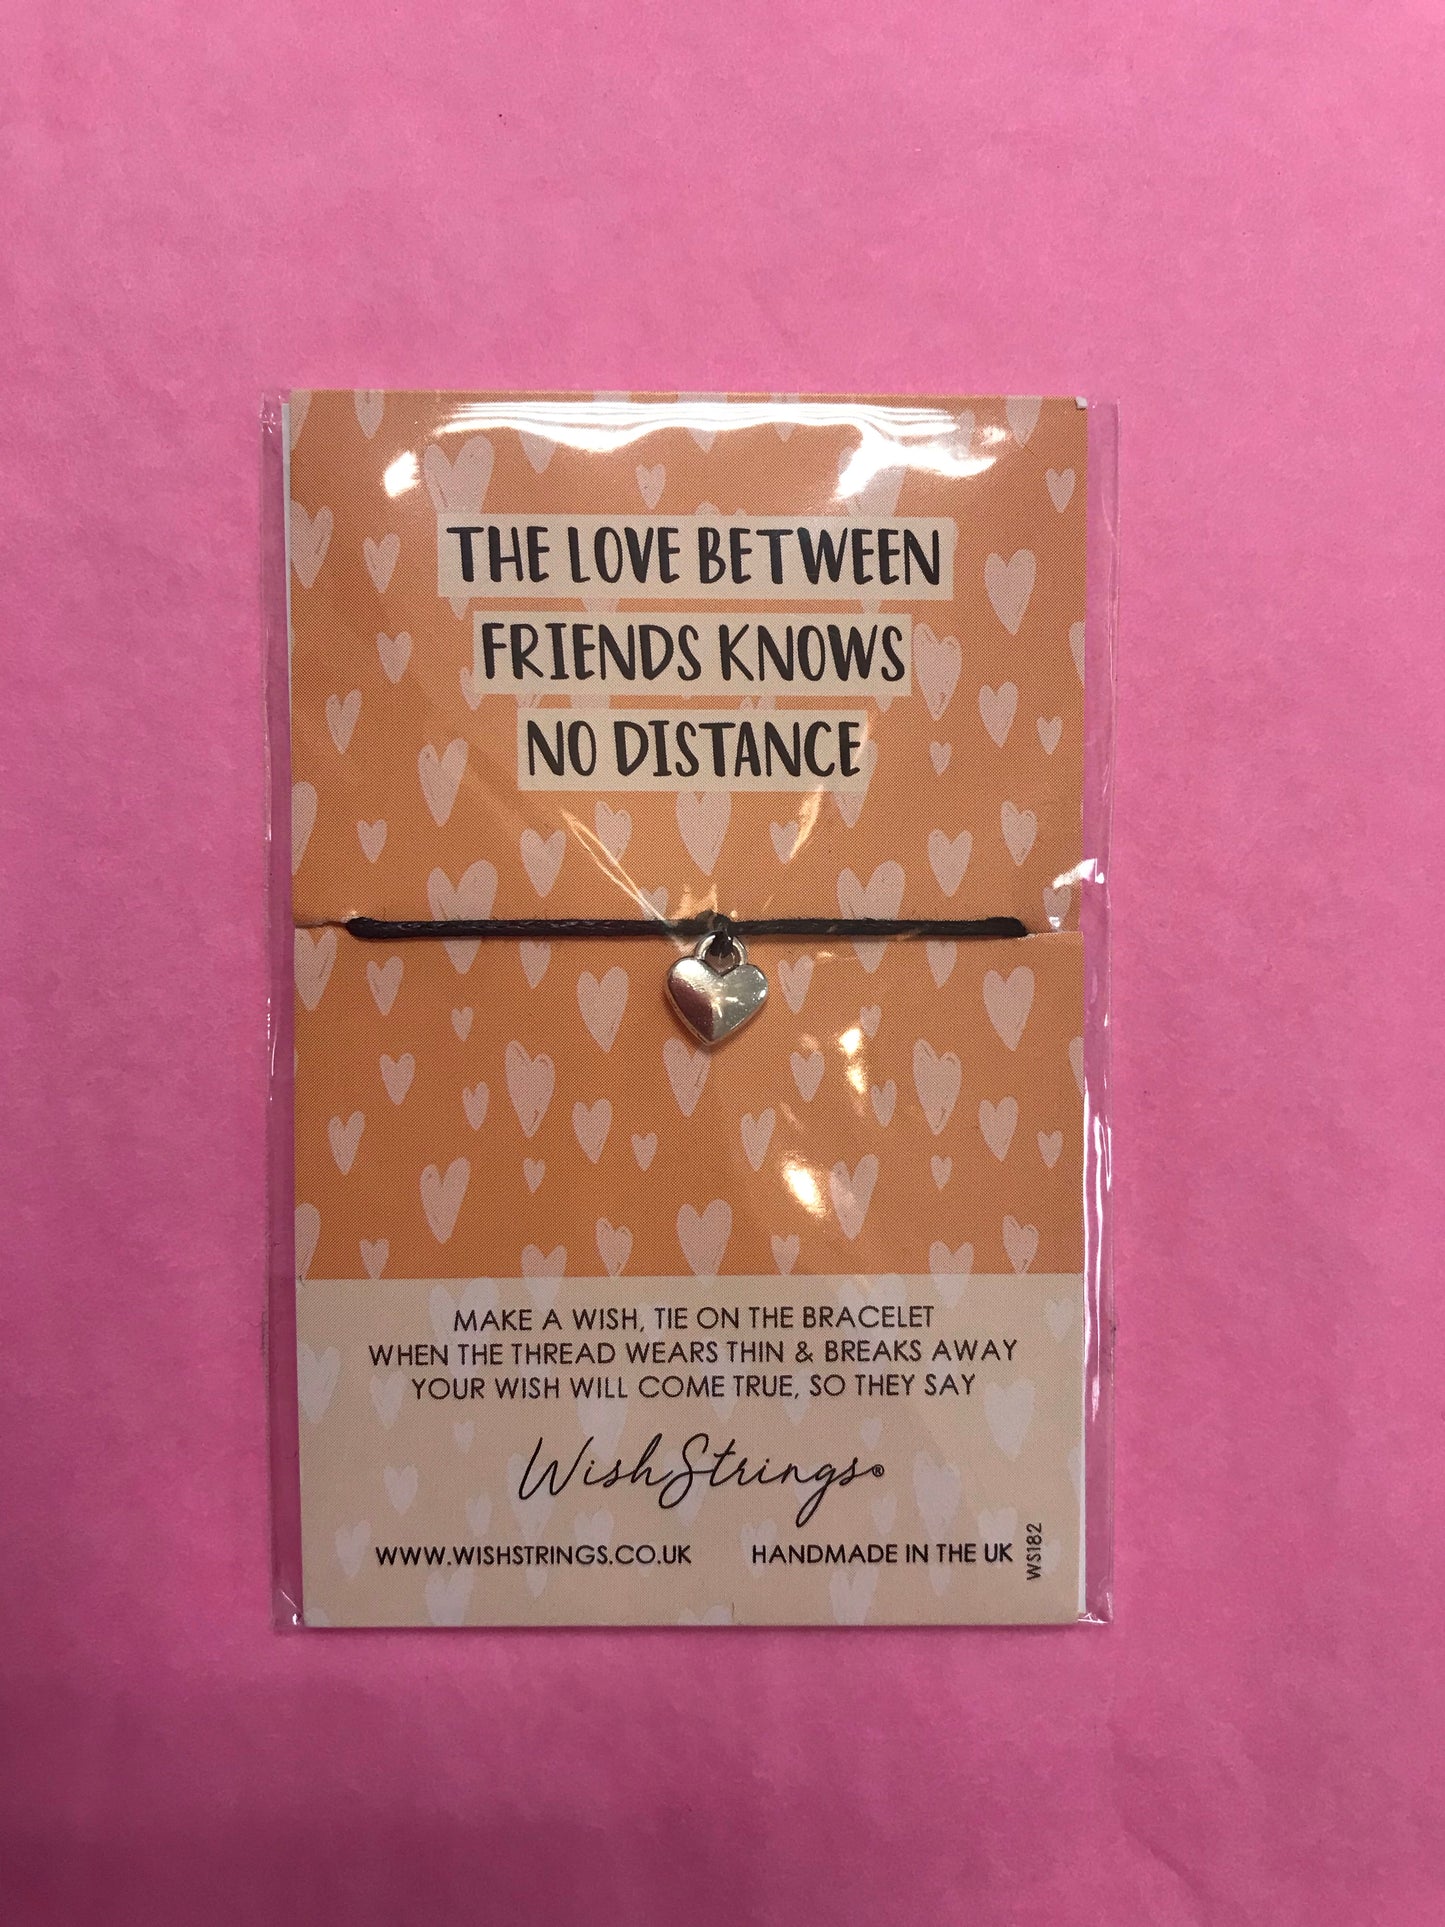 THE LOVE BETWEEN
FRIENDS KNOWS
NO DISTANCE
MAKE A WISH, TIE ON THE BRACELET
WHEN THE THREAD WEARS THIN & BREAKS AWAY
YOUR WISH WILL COME TRUE, SO THEY SAY
WishStrings®
WWW.WISHSTRINGS.CO.UK HANDMADE IN THE UK
WS182